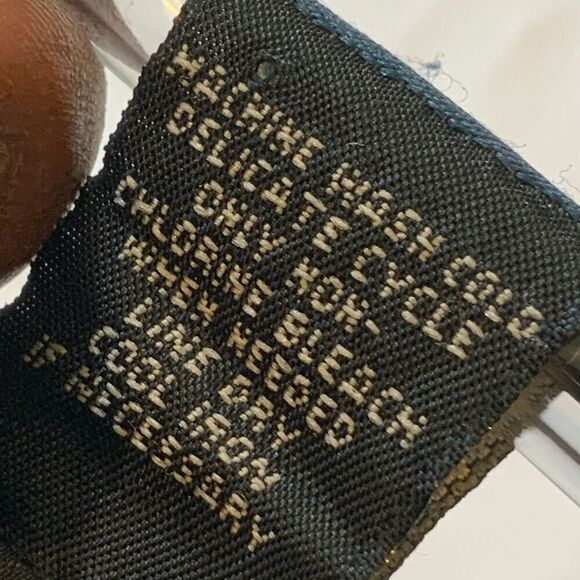 MACHINE WASH COLD
DELICATE CYCLE
ONLY NON-
CHLORINE BLEACH
WHEN NEEDED
LINE DRY
COOL IRON
IF NECESSARY